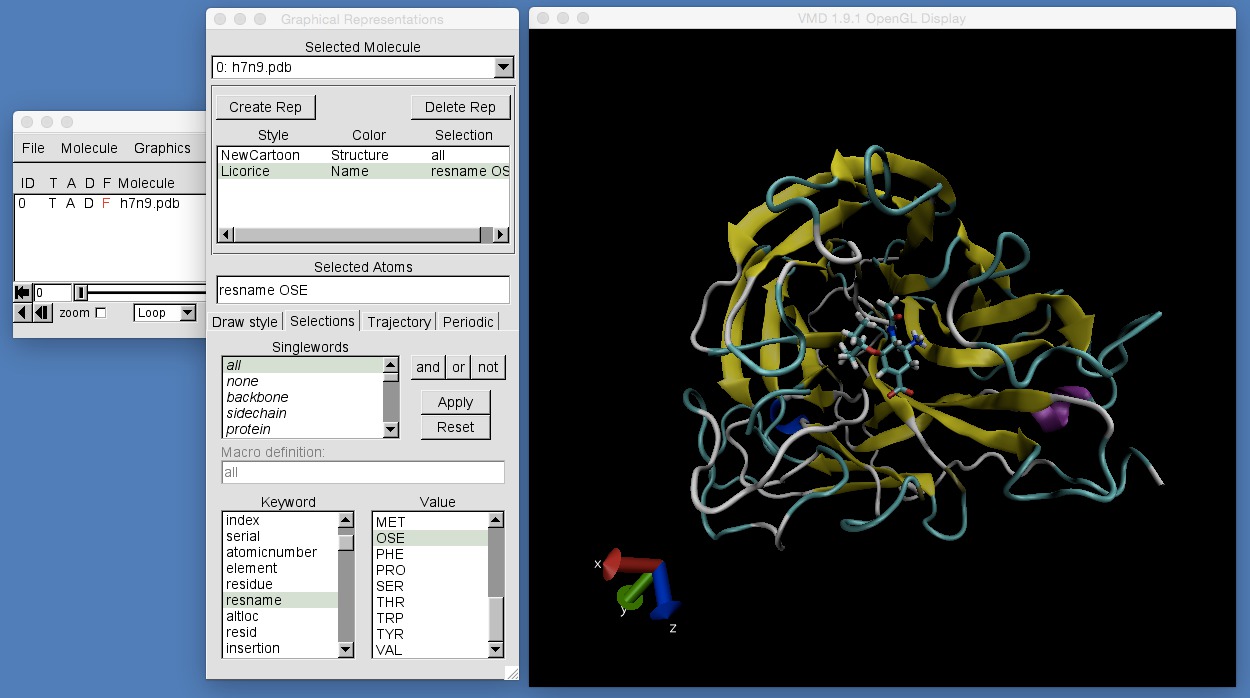 File Molecule Graphics
ID T A D F Molecule
0 T A D F h7n9.pdb
0
zoom Loop
Graphical Representations
Selected Molecule
0: h7n9.pdb
Create Rep Delete Rep
Style Color Selection
NewCartoon Structure all
Licorice Name resname OS
Selected Atoms
resname OSE
Draw style Selections Trajectory Periodic
Singlewords
all
none
backbone
sidechain
protein
and or not
Apply
Reset
Macro definition:
all
Keyword
index
serial
atomicnumber
element
residue
resname
altloc
resid
insertion
Value
MET
OSE
PHE
PRO
SER
THR
TRP
TYR
VAL
VMD 1.9.1 OpenGL Display
x
y
z